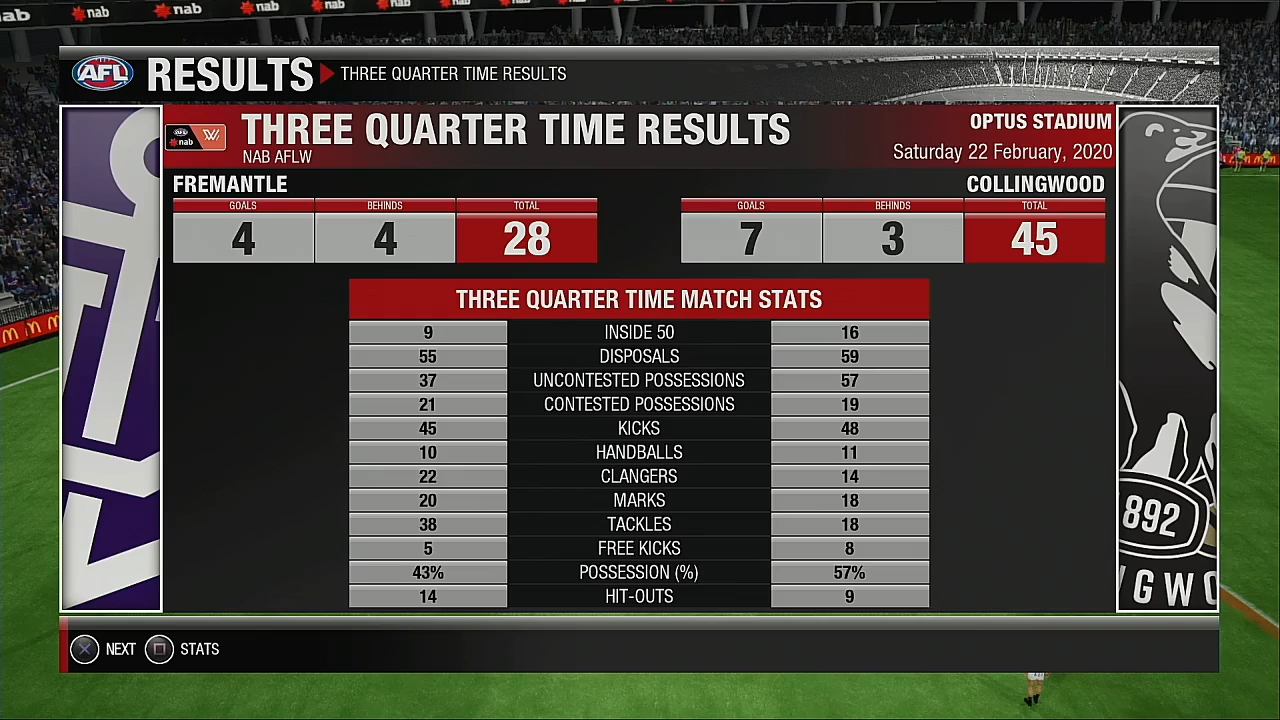 nab nab nab nab nab nab
AFL RESULTS THREE QUARTER TIME RESULTS
AFL nab W THREE QUARTER TIME RESULTS OPTUS STADIUM
NAB AFLW Saturday 22 February, 2020
FREMANTLE COLLINGWOOD
GOALS BEHINDS TOTAL GOALS BEHINDS TOTAL
4 4 28 7 3 45
THREE QUARTER TIME MATCH STATS
9 INSIDE 50 16
55 DISPOSALS 59
37 UNCONTESTED POSSESSIONS 57
21 CONTESTED POSSESSIONS 19
45 KICKS 48
10 HANDBALLS 11
22 CLANGERS 14
20 MARKS 18
38 TACKLES 18
5 FREE KICKS 8
43% POSSESSION (%) 57%
14 HIT-OUTS 9
892
GWO
NEXT STATS